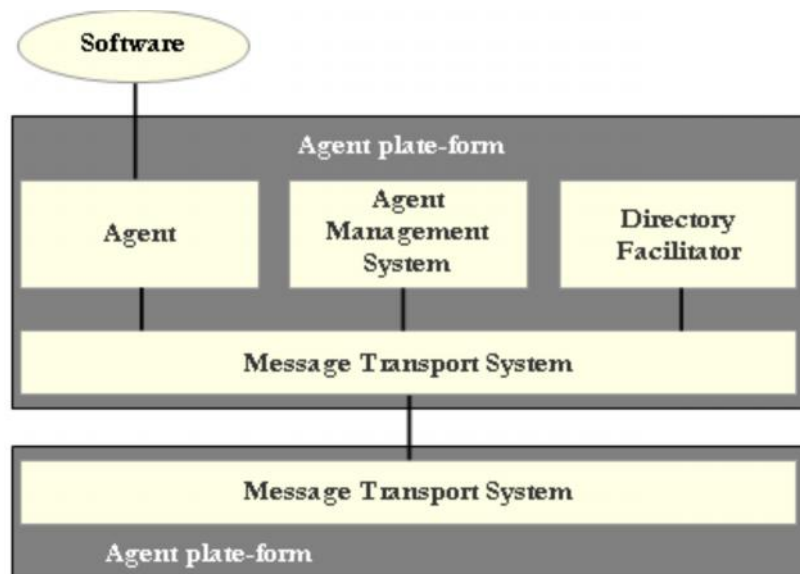 Software
Agent plate-form
Agent
Agent
Management
System
Directory
Facilitator
Message Transport System
Message Transport System
Agent plate-form